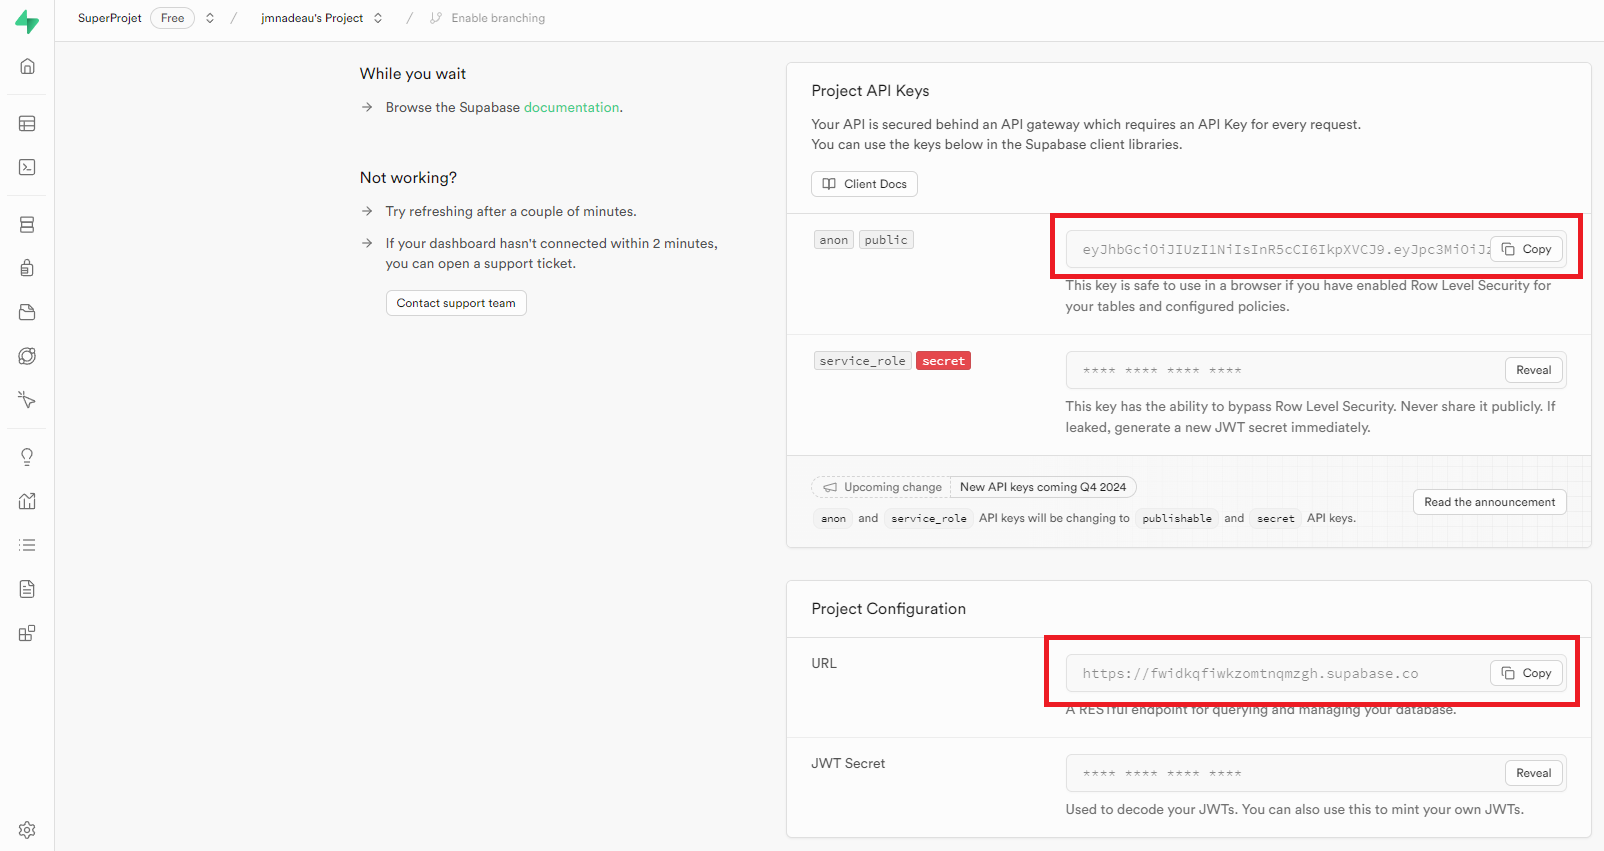 SuperProjet Free / jmnadeau's Project / Enable branching
While you wait
→ Browse the Supabase documentation.
Not working?
→ Try refreshing after a couple of minutes.
→ If your dashboard hasn't connected within 2 minutes,
you can open a support ticket.
Contact support team
Project API Keys
Your API is secured behind an API gateway which requires an API Key for every request.
You can use the keys below in the Supabase client libraries.
Client Docs
anon public
eyJhbGciOiJIUzI1NiIsInR5cCI6IkpXVCJ9.eyJpc3MiOiJz Copy
This key is safe to use in a browser if you have enabled Row Level Security for
your tables and configured policies.
service_role secret
**** **** **** **** Reveal
This key has the ability to bypass Row Level Security. Never share it publicly. If
leaked, generate a new JWT secret immediately.
Upcoming change New API keys coming Q4 2024
anon and service_role API keys will be changing to publishable and secret API keys.
Read the announcement
Project Configuration
URL
https://fwidkqfiwkzomtnqmzgh.supabase.co Copy
A RESTful endpoint for querying and managing your database.
JWT Secret
**** **** **** **** Reveal
Used to decode your JWTs. You can also use this to mint your own JWTs.